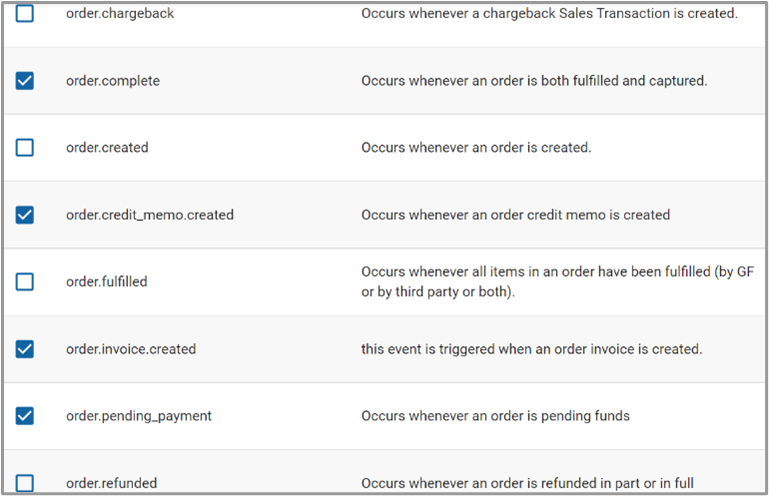 order.chargeback Occurs whenever a chargeback Sales Transaction is created.
order.complete Occurs whenever an order is both fulfilled and captured.
order.created Occurs whenever an order is created.
order.credit_memo.created Occurs whenever an order credit memo is created
order.fulfilled Occurs whenever all items in an order have been fulfilled (by GF
or by third party or both).
order.invoice.created this event is triggered when an order invoice is created.
order.pending_payment Occurs whenever an order is pending funds
order.refunded Occurs whenever an order is refunded in part or in full